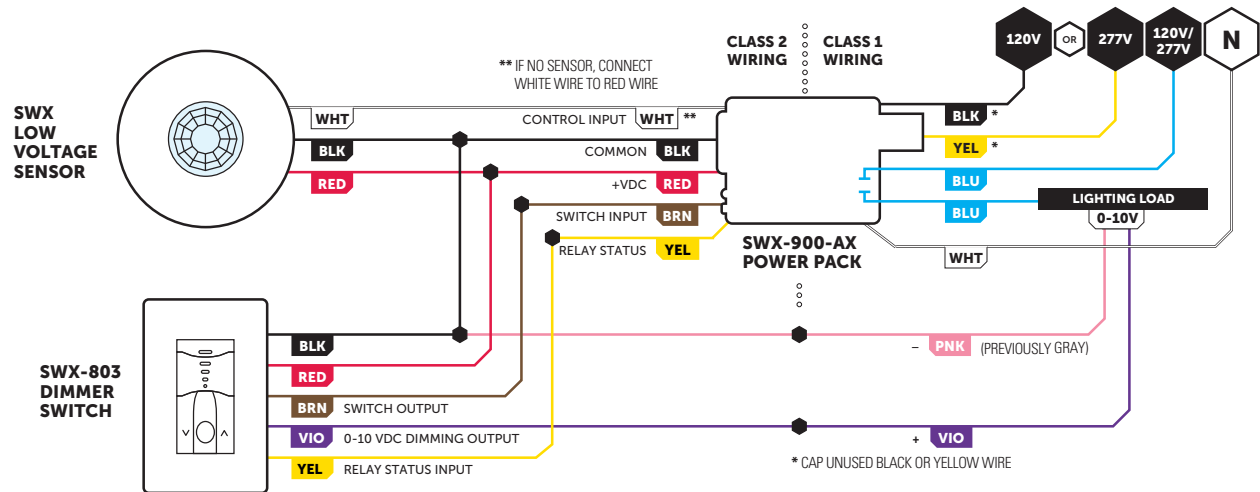 CLASS 2
WIRING
CLASS 1
WIRING
120V
OR
277V
120V/
277V
N
** IF NO SENSOR, CONNECT
WHITE WIRE TO RED WIRE
SWX
LOW
VOLTAGE
SENSOR
WHT
CONTROL INPUT WHT **
BLK *
BLK
COMMON BLK
YEL *
RED
+VDC RED
BLU
SWITCH INPUT BRN
BLU
LIGHTING LOAD
0-10V
RELAY STATUS YEL
SWX-900-AX
POWER PACK
WHT
BLK
– PNK (PREVIOUSLY GRAY)
SWX-803
DIMMER
SWITCH
RED
BRN SWITCH OUTPUT
VIO 0-10 VDC DIMMING OUTPUT
+ VIO
YEL RELAY STATUS INPUT
* CAP UNUSED BLACK OR YELLOW WIRE